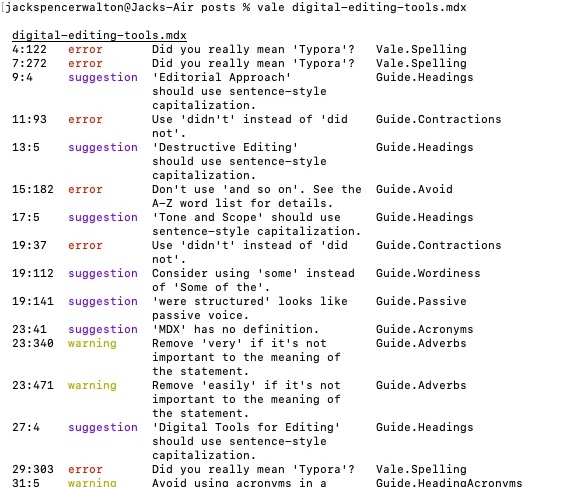 [jackspencerwalton@Jacks-Air posts % vale digital-editing-tools.mdx
digital-editing-tools.mdx
4:122 error Did you really mean 'Typora'? Vale.Spelling
7:272 error Did you really mean 'Typora'? Vale.Spelling
9:4 suggestion 'Editorial Approach' Guide.Headings
should use sentence-style
capitalization.
11:93 error Use 'didn't' instead of 'did Guide.Contractions
not'.
13:5 suggestion 'Destructive Editing' Guide.Headings
should use sentence-style
capitalization.
15:182 error Don't use 'and so on'. See the Guide.Avoid
A-Z word list for details.
17:5 suggestion 'Tone and Scope' should use Guide.Headings
sentence-style capitalization.
19:37 error Use 'didn't' instead of 'did Guide.Contractions
not'.
19:112 suggestion Consider using 'some' instead Guide.Wordiness
of 'Some of the'.
19:141 suggestion 'were structured' looks like Guide.Passive
passive voice.
23:41 suggestion 'MDX' has no definition. Guide.Acronyms
23:340 warning Remove 'very' if it's not Guide.Adverbs
important to the meaning of
the statement.
23:471 warning Remove 'easily' if it's not Guide.Adverbs
important to the meaning of
the statement.
27:4 suggestion 'Digital Tools for Editing' Guide.Headings
should use sentence-style
capitalization.
29:303 error Did you really mean 'Typora'? Vale.Spelling
31:5 warning Avoid using acronyms in a Guide.HeadingAcronyms